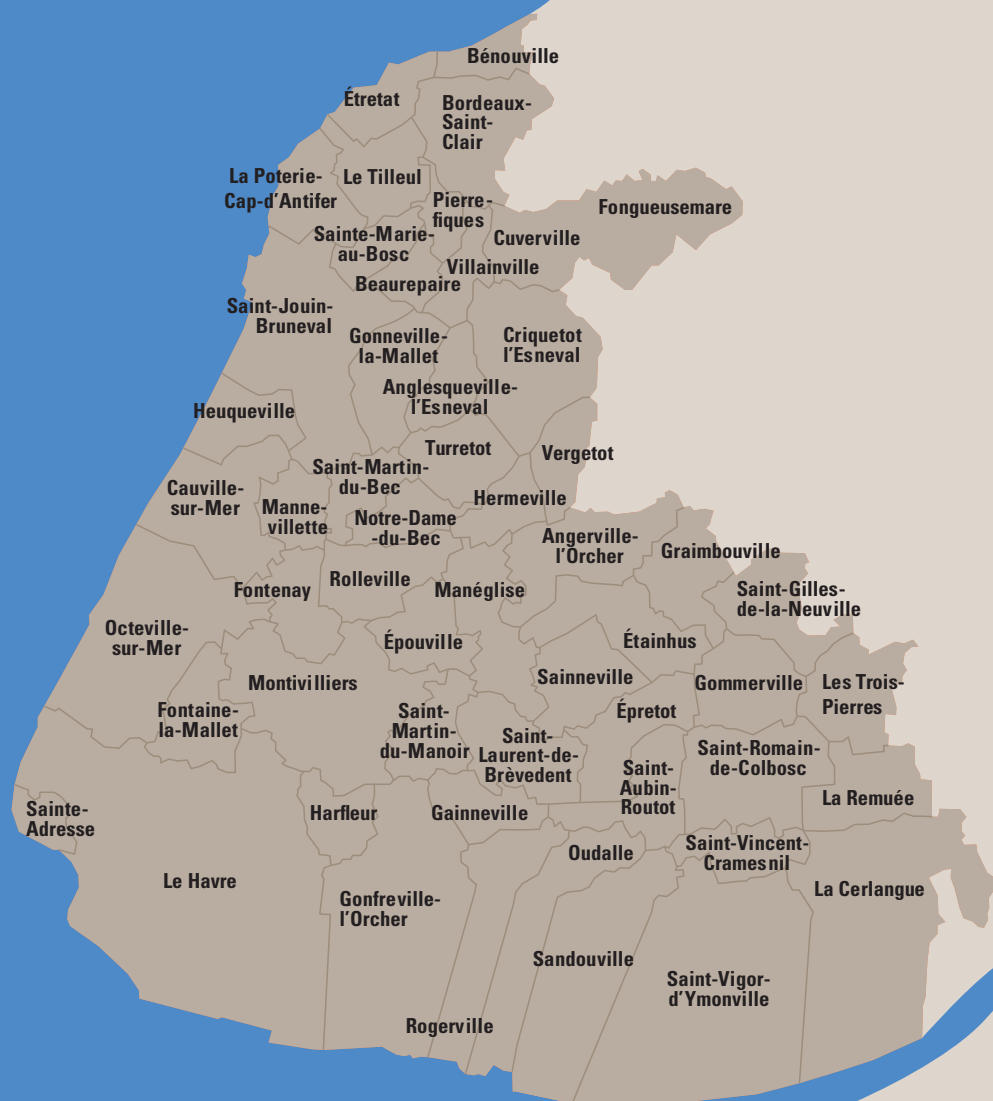 Bénouville
Étretat
Bordeaux-
Saint-
Clair
La Poterie-
Cap-d'Antifer
Le Tilleul
Pierre-
fiques
Fongueusemare
Sainte-Marie-
au-Bosc
Cuverville
Villainville
Beaurepaire
Saint-Jouin-
Bruneval
Gonneville-
la-Mallet
Criquetot
l'Esneval
Anglesqueville-
l'Esneval
Heuqueville
Turretot
Vergetot
Saint-Martin-
du-Bec
Cauville-
sur-Mer
Manne-
villette
Hermeville
Notre-Dame
-du-Bec
Angerville-
l'Orcher
Graimbouville
Fontenay
Rolleville
Manéglise
Saint-Gilles-
de-la-Neuville
Octeville-
sur-Mer
Épouville
Étainhus
Montivilliers
Sainneville
Gommerville
Les Trois-
Pierres
Fontaine-
la-Mallet
Saint-
Martin-
du-Manoir
Épretot
Saint-
Laurent-de-
Brèvedent
Saint-Romain-
de-Colbosc
Saint-
Aubin-
Routot
La Remuée
Sainte-
Adresse
Harfleur
Gainneville
Oudalle
Saint-Vincent-
Cramesnil
Le Havre
Gonfreville-
l'Orcher
La Cerlangue
Sandouville
Saint-Vigor-
d'Ymonville
Rogerville